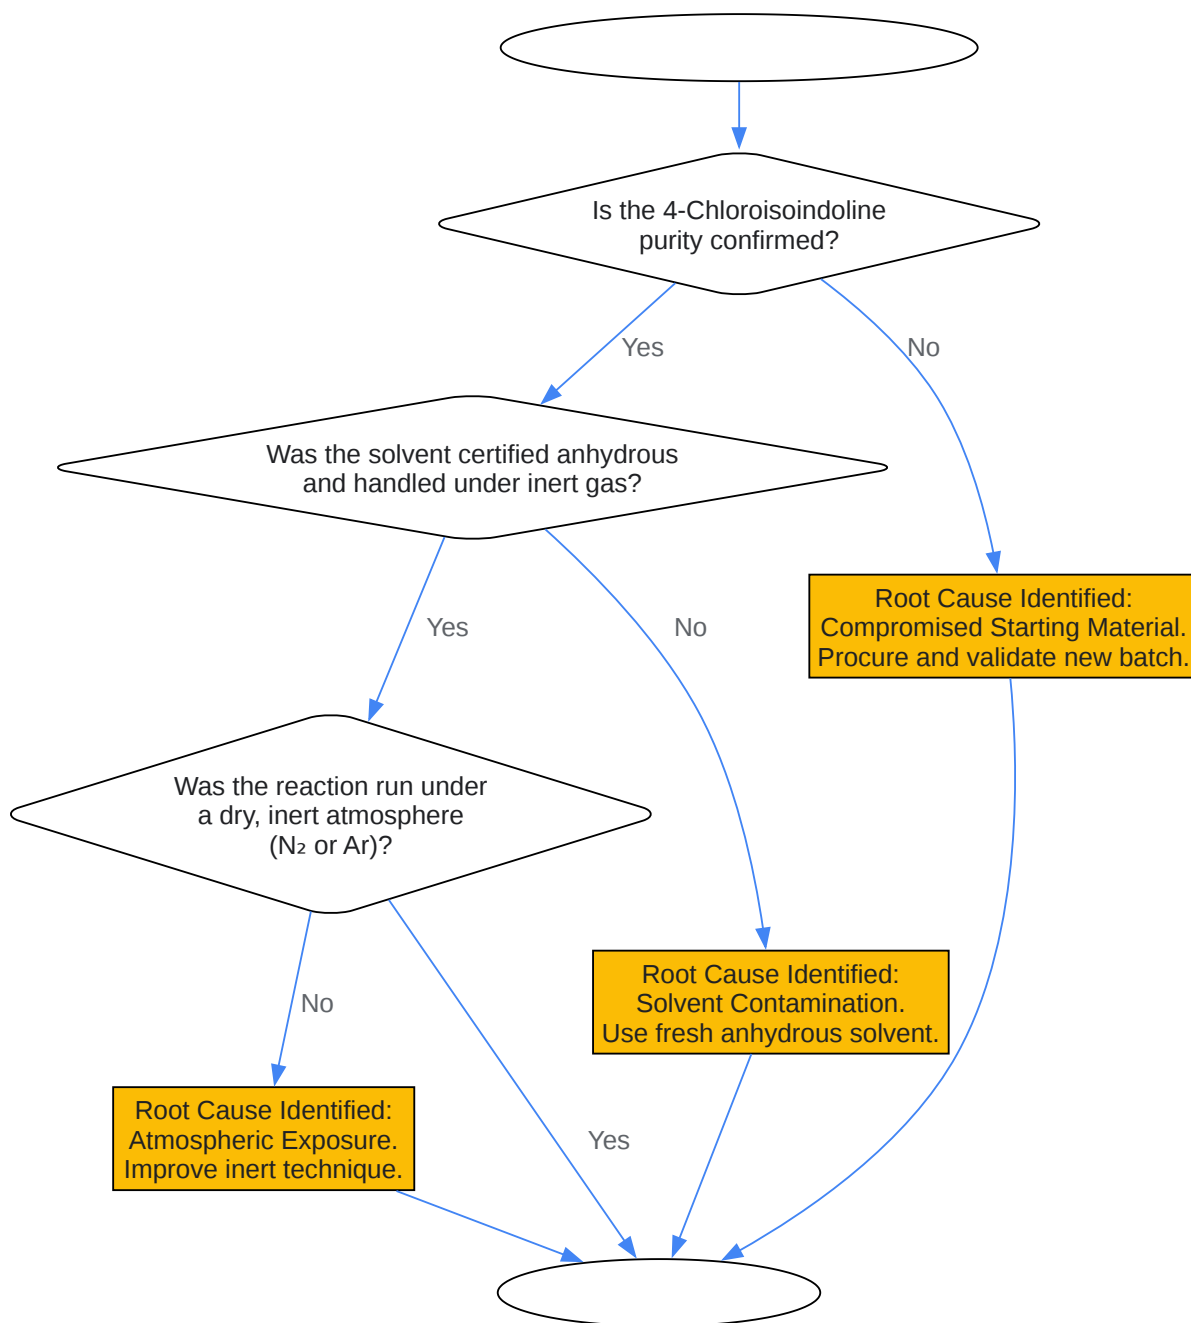 Is the 4-Chloroisoindoline
purity confirmed?
Yes
No
Was the solvent certified anhydrous
and handled under inert gas?
Root Cause Identified:
Compromised Starting Material.
Procure and validate new batch.
Yes
No
Was the reaction run under
a dry, inert atmosphere
(N₂ or Ar)?
Root Cause Identified:
Solvent Contamination.
Use fresh anhydrous solvent.
No
Yes
Root Cause Identified:
Atmospheric Exposure.
Improve inert technique.